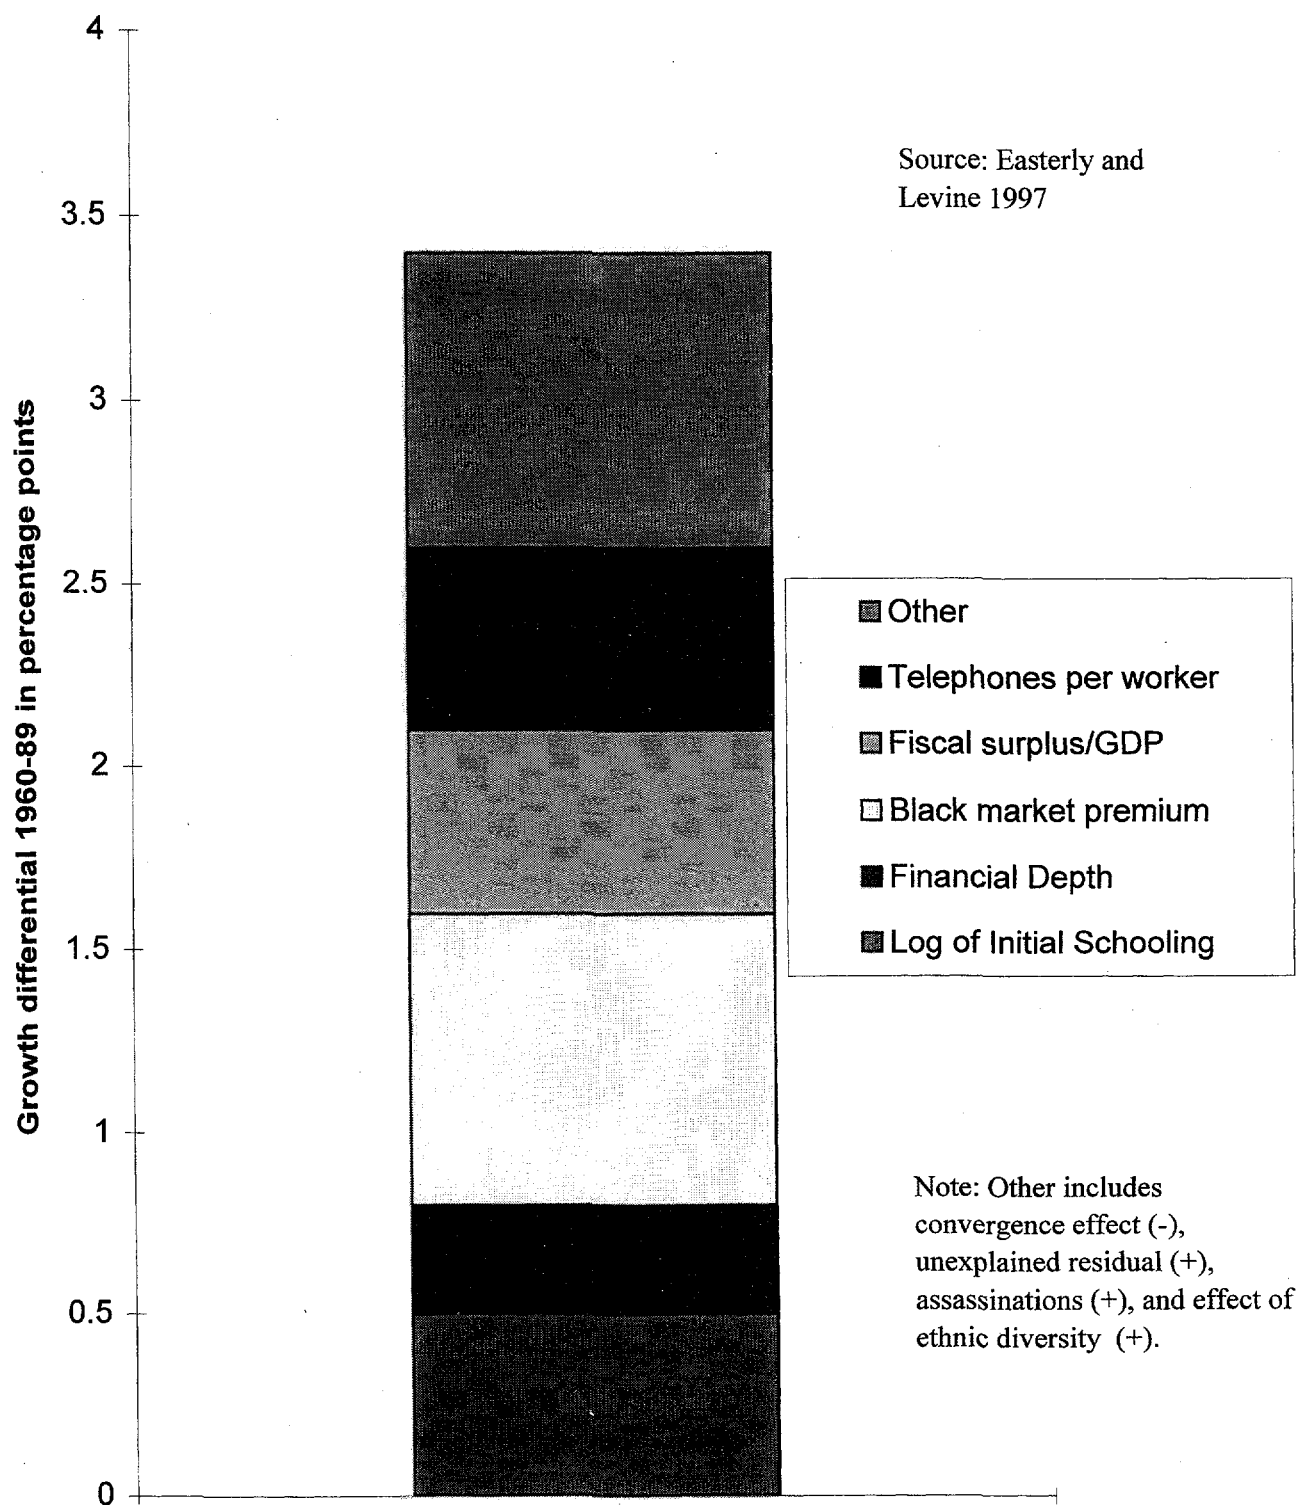 4
3.5
3
2.5
2
1.5
1
0.5
0
Growth differential 1960-89 in percentage points
Source: Easterly and
Levine 1997
Other
Telephones per worker
Fiscal surplus/GDP
Black market premium
Financial Depth
Log of Initial Schooling
Note: Other includes
convergence effect (-),
unexplained residual (+),
assassinations (+), and effect of
ethnic diversity (+).